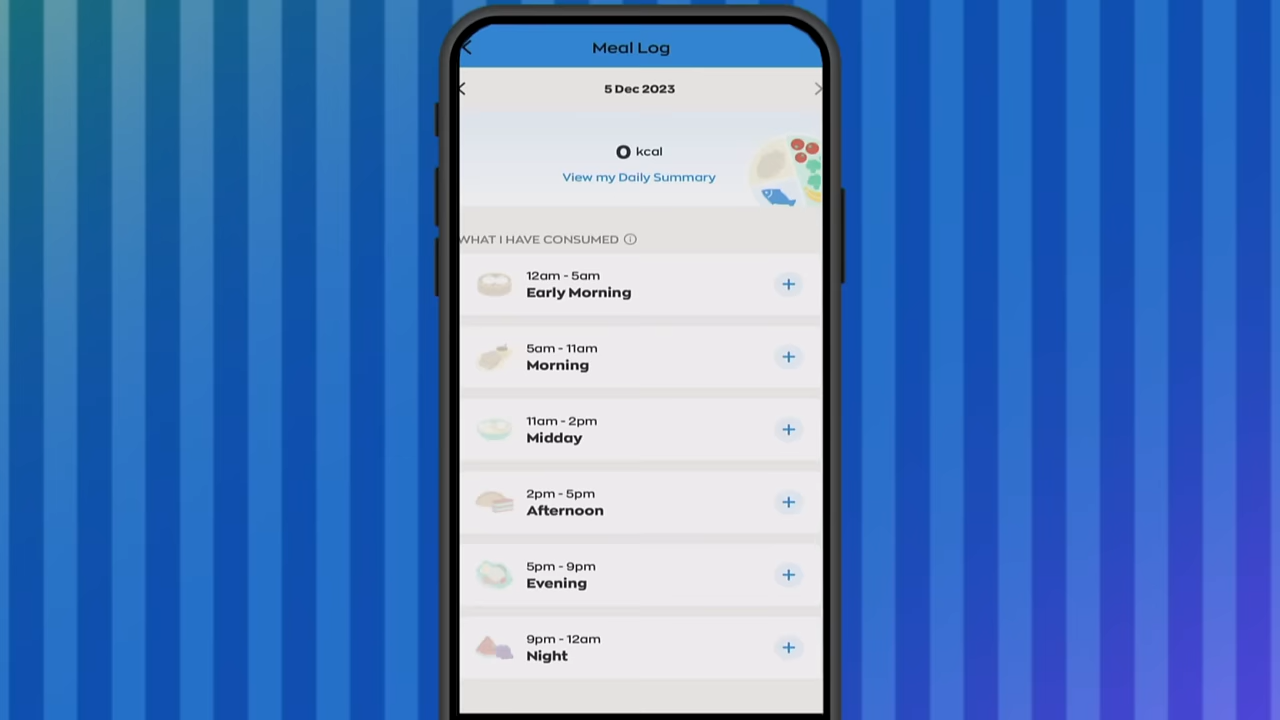 Meal Log
5 Dec 2023
0 kcal
View my Daily Summary
WHAT I HAVE CONSUMED
12am - 5am
Early Morning
5am - 11am
Morning
11am - 2pm
Midday
2pm - 5pm
Afternoon
5pm - 9pm
Evening
9pm - 12am
Night